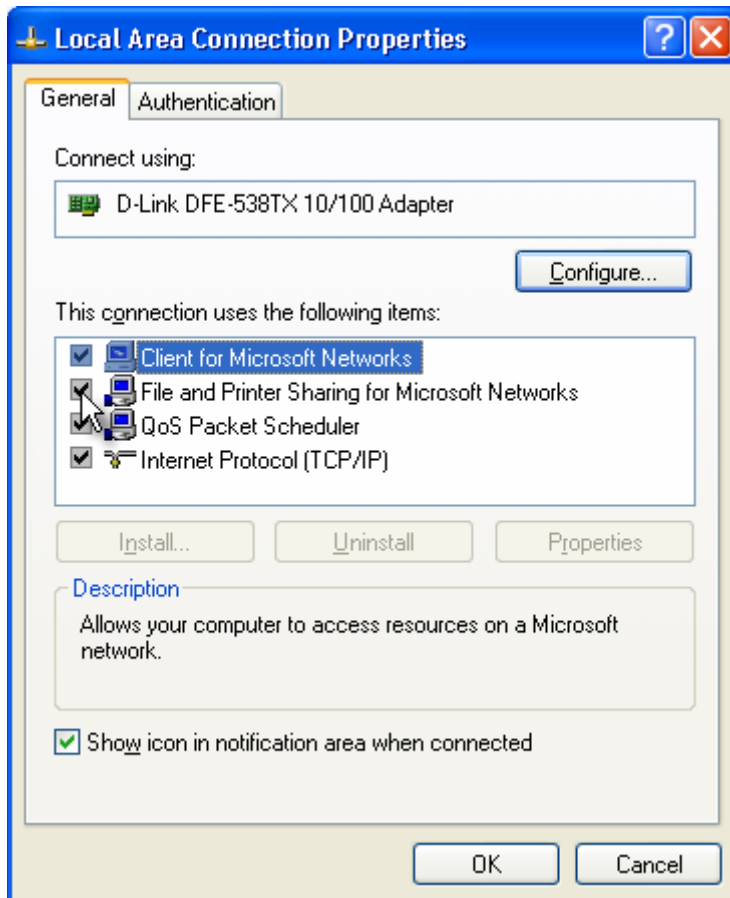 Local Area Connection Properties
General
Authentication
Connect using:
D-Link DFE-538TX 10/100 Adapter
Configure...
This connection uses the following items:
Client for Microsoft Networks
File and Printer Sharing for Microsoft Networks
QoS Packet Scheduler
Internet Protocol (TCP/IP)
Install...
Uninstall
Properties
Description
Allows your computer to access resources on a Microsoft
network.
Show icon in notification area when connected
OK
Cancel